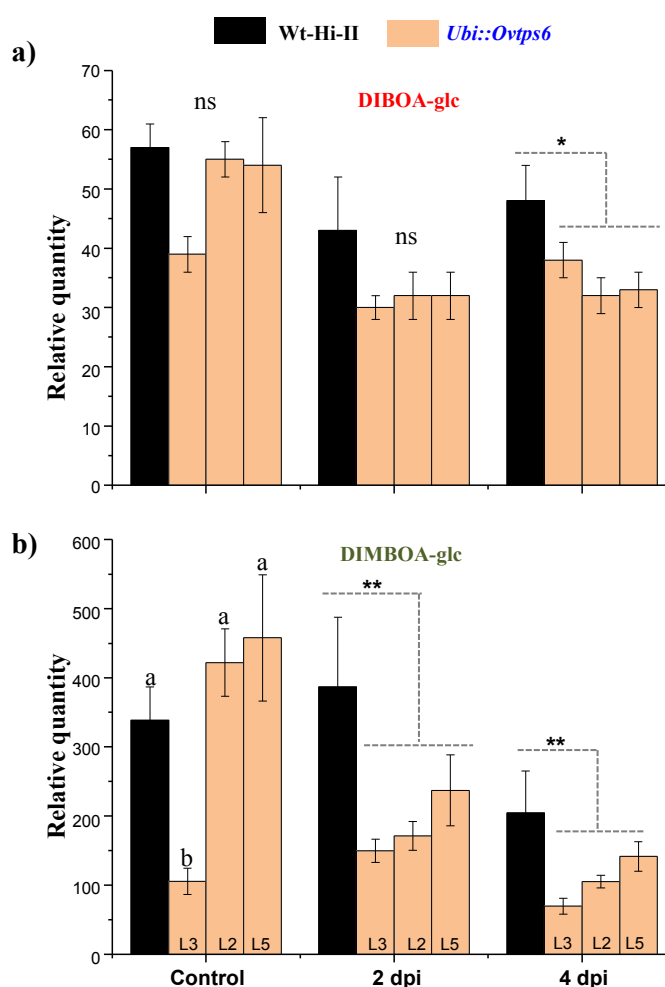 Wt-Hi-II Ubi::Ovtps6
a)
DIBOA-glc
Relative quantity
70
60
50
40
30
20
10
0
ns
ns
*
b)
DIMBOA-glc
Relative quantity
600
500
400
300
200
100
0
a
b
a
a
**
**
L3 L2 L5 L3 L2 L5 L3 L2 L5
Control 2 dpi 4 dpi